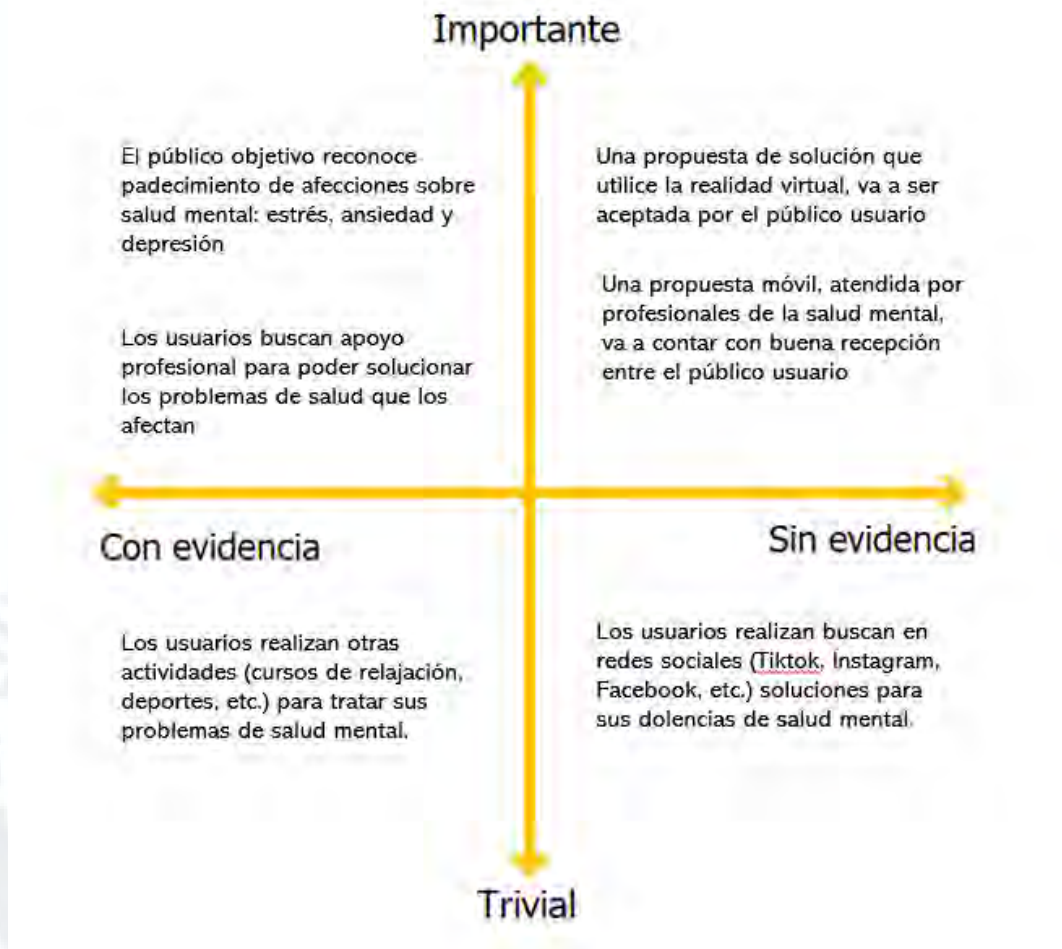 Importante
El público objetivo reconoce
padecimiento de afecciones sobre
salud mental: estrés, ansiedad y
depresión
Los usuarios buscan apoyo
profesional para poder solucionar
los problemas de salud que los
afectan
Una propuesta de solución que
utilice la realidad virtual, va a ser
aceptada por el público usuario
Una propuesta móvil, atendida por
profesionales de la salud mental,
va a contar con buena recepción
entre el público usuario
Con evidencia
Sin evidencia
Los usuarios realizan otras
actividades (cursos de relajación,
deportes, etc.) para tratar sus
problemas de salud mental.
Los usuarios realizan buscan en
redes sociales (Tiktok, Instagram,
Facebook, etc.) soluciones para
sus dolencias de salud mental.
Trivial